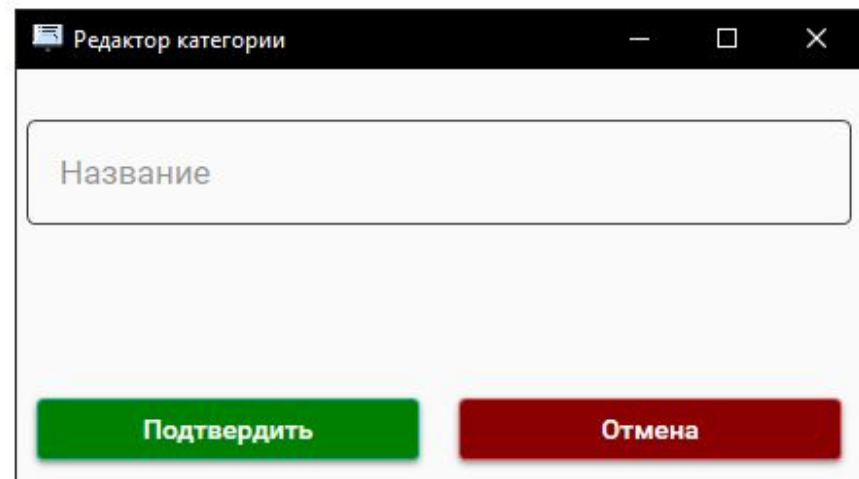 Редактор категории
Название
Подтвердить Отмена